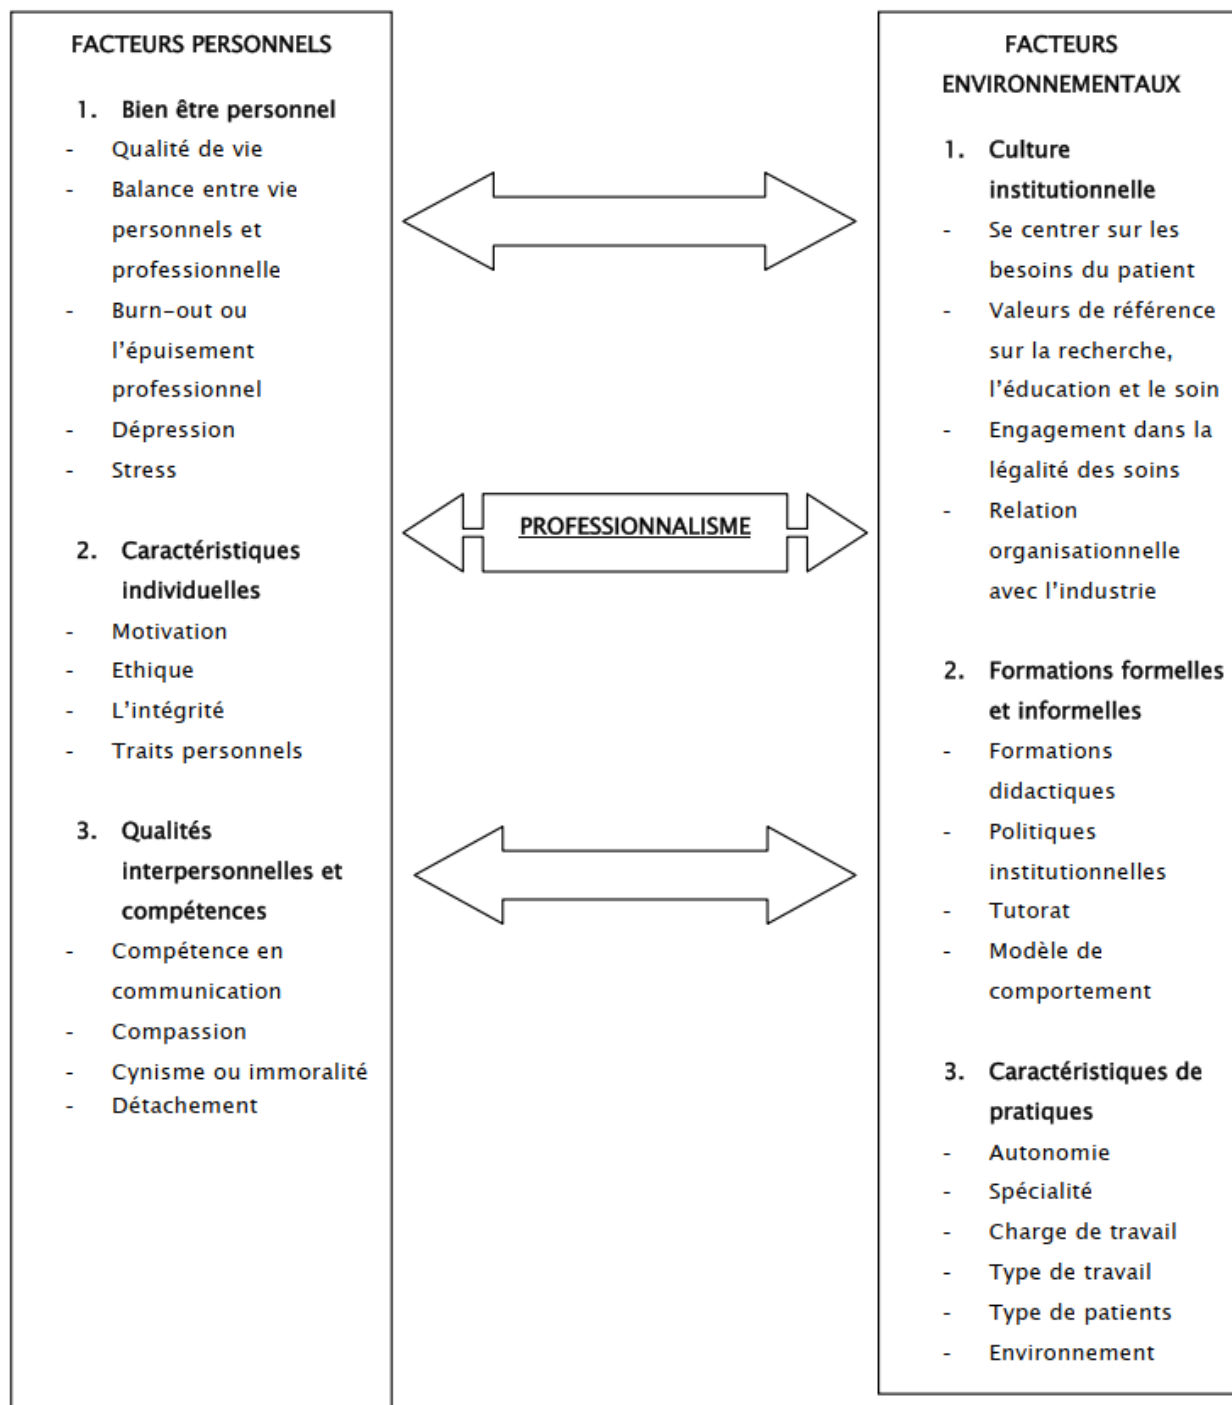 FACTEURS PERSONNELS
1. Bien être personnel
- Qualité de vie
- Balance entre vie
personnels et
professionnelle
- Burn-out ou
l'épuisement
professionnel
- Dépression
- Stress
2. Caractéristiques
individuelles
- Motivation
- Ethique
- L'intégrité
- Traits personnels
3. Qualités
interpersonnelles et
compétences
- Compétence en
communication
- Compassion
- Cynisme ou immoralité
- Détachement
PROFESSIONNALISME
FACTEURS
ENVIRONNEMENTAUX
1. Culture
institutionnelle
- Se centrer sur les
besoins du patient
- Valeurs de référence
sur la recherche,
l'éducation et le soin
- Engagement dans la
légalité des soins
- Relation
organisationnelle
avec l'industrie
2. Formations formelles
et informelles
- Formations
didactiques
- Politiques
institutionnelles
- Tutorat
- Modèle de
comportement
3. Caractéristiques de
pratiques
- Autonomie
- Spécialité
- Charge de travail
- Type de travail
- Type de patients
- Environnement